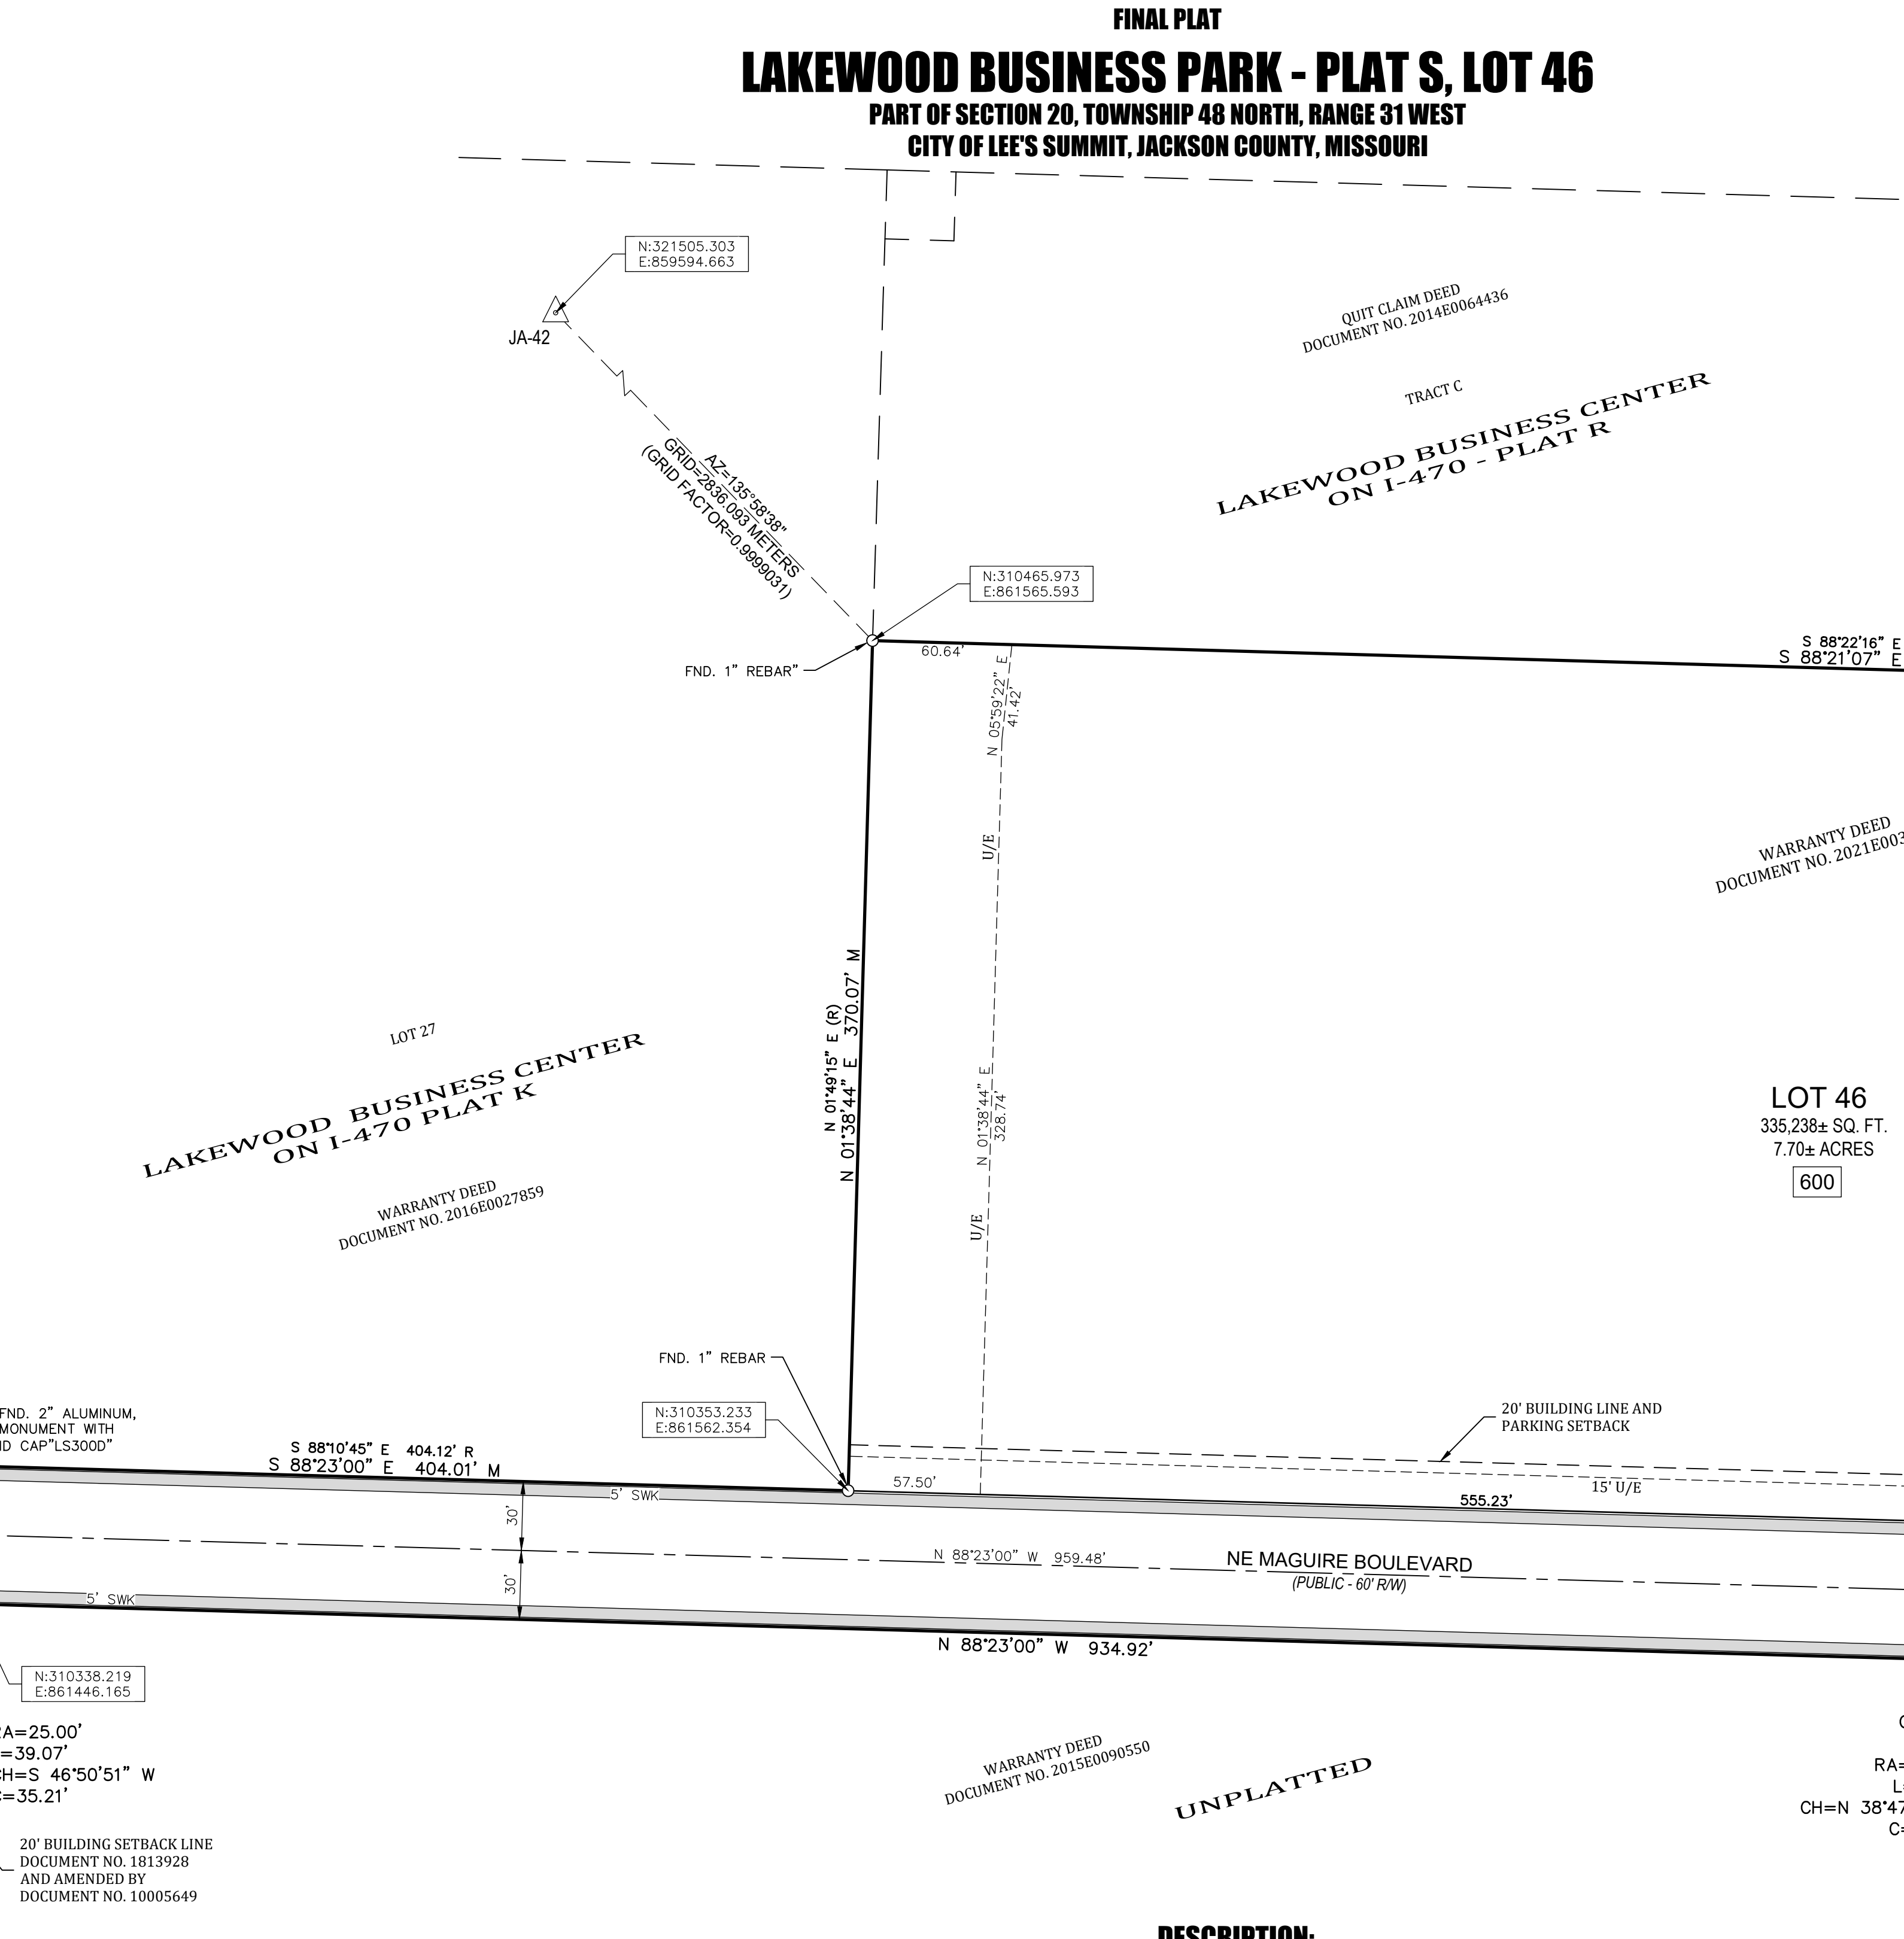 FINAL PLAT
LAKEWOOD BUSINESS PARK - PLAT S, LOT 46
PART OF SECTION 20, TOWNSHIP 48 NORTH, RANGE 31 WEST
CITY OF LEE'S SUMMIT, JACKSON COUNTY, MISSOURI
N:321505.303
E:859594.663
JA-42
QUIT CLAIM DEED
DOCUMENT NO. 2014E0064436
TRACT C
LAKEWOOD BUSINESS CENTER
ON I-470 - PLAT R
AZ=135°58'38"
GRID=2836.093 METERS
(GRID FACTOR=0.9999031)
N:310465.973
E:861565.593
FND. 1" REBAR"
60.64'
S 88°22'16" E
S 88°21'07" E
N 05°59'22" E
41.42'
U/E
WARRANTY DEED
DOCUMENT NO. 2021E003
N 01°49'15" E (R)
N 01°38'44" E 370.07' M
N 01°38'44" E
328.74'
U/E
LOT 27
LAKEWOOD BUSINESS CENTER
ON I-470 PLAT K
WARRANTY DEED
DOCUMENT NO. 2016E0027859
LOT 46
335,238± SQ. FT.
7.70± ACRES
600
FND. 1" REBAR
N:310353.233
E:861562.354
FND. 2" ALUMINUM,
MONUMENT WITH
ID CAP"LS300D"
S 88°10'45" E 404.12' R
S 88°23'00" E 404.01' M
20' BUILDING LINE AND
PARKING SETBACK
57.50'
5' SWK
15' U/E
555.23'
30'
30'
N 88°23'00" W 959.48'
NE MAGUIRE BOULEVARD
(PUBLIC - 60' R/W)
5' SWK
N 88°23'00" W 934.92'
N:310338.219
E:861446.165
RA=25.00'
=39.07'
CH=S 46°50'51" W
C=35.21'
WARRANTY DEED
DOCUMENT NO. 2015E0090550
UNPLATTED
RA=
L=
CH=N 38°47
C=
20' BUILDING SETBACK LINE
DOCUMENT NO. 1813928
AND AMENDED BY
DOCUMENT NO. 10005649
DESCRIPTION: